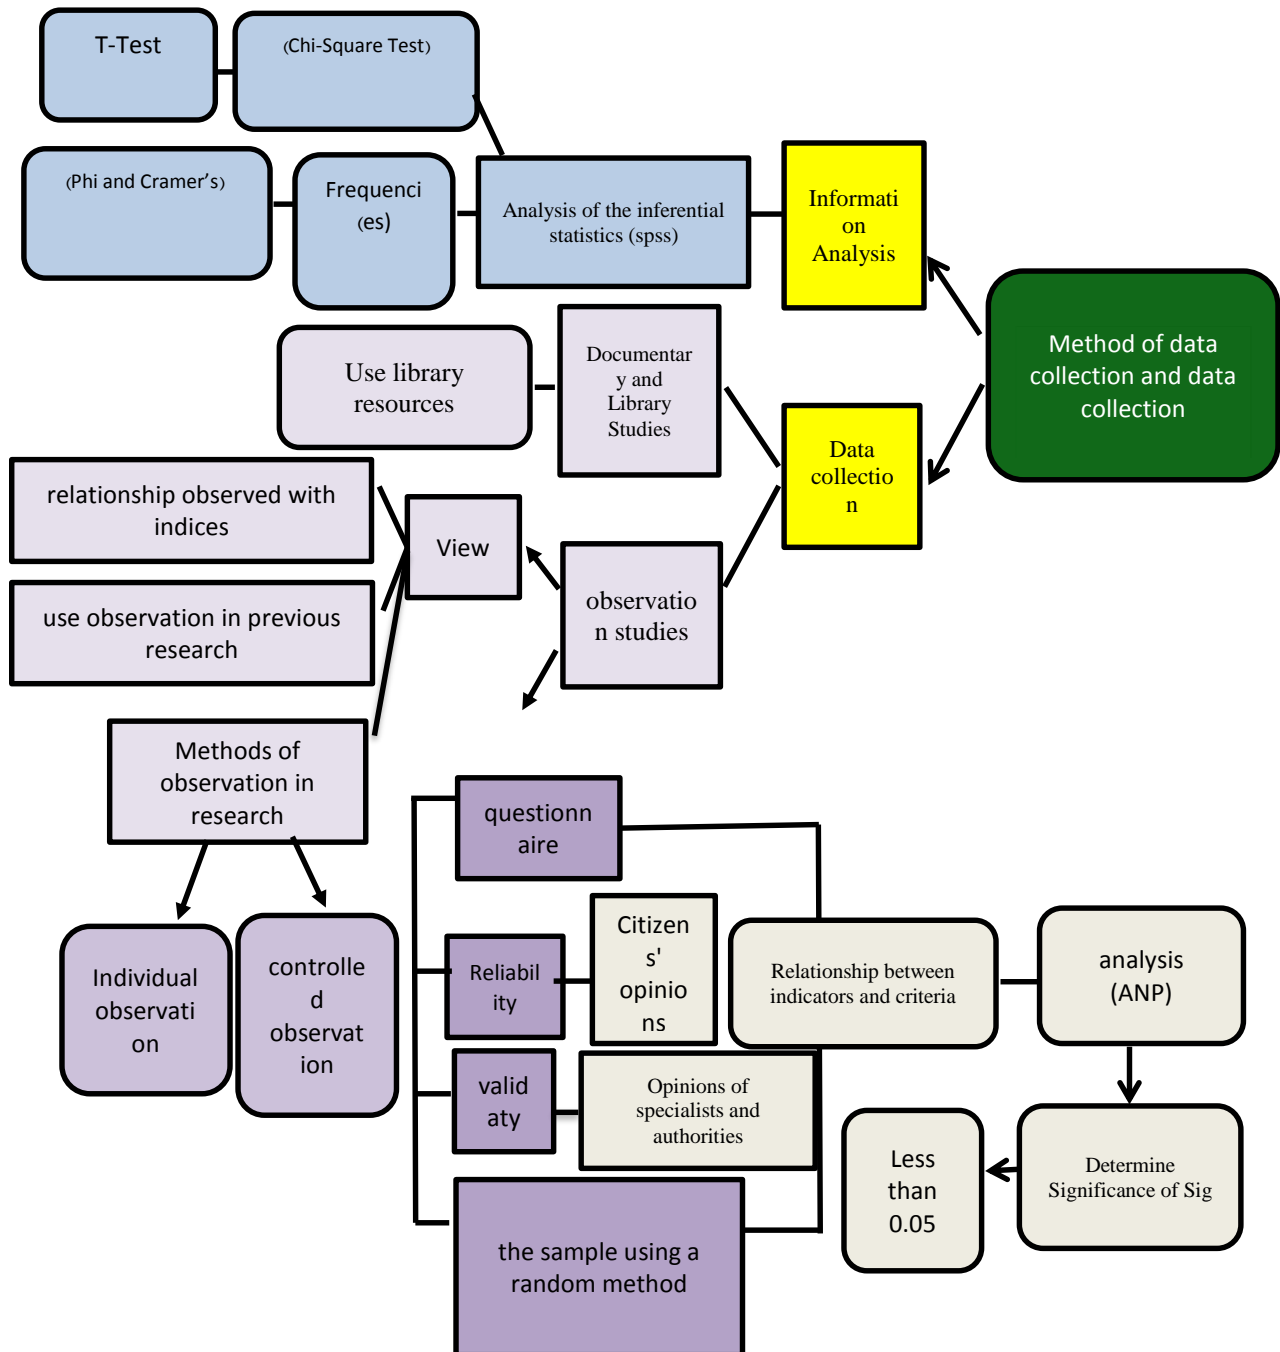 T-Test
(Chi-Square Test)
(Phi and Cramer's)
Frequenci
(es)
Analysis of the inferential
statistics (spss)
Informati
on
Analysis
Method of data
collection and data
collection
Use library
resources
Documentar
y and
Library
Studies
Data
collectio
n
relationship observed with
indices
View
observatio
n studies
use observation in previous
research
Methods of
observation in
research
Individual
observati
on
controlle
d
observat
ion
questionn
aire
Reliabil
ity
Citizen
s'
opinio
ns
Relationship between
indicators and criteria
analysis
(ANP)
valid
aty
Opinions of
specialists and
authorities
Less
than
0.05
Determine
Significance of Sig
the sample using a
random method